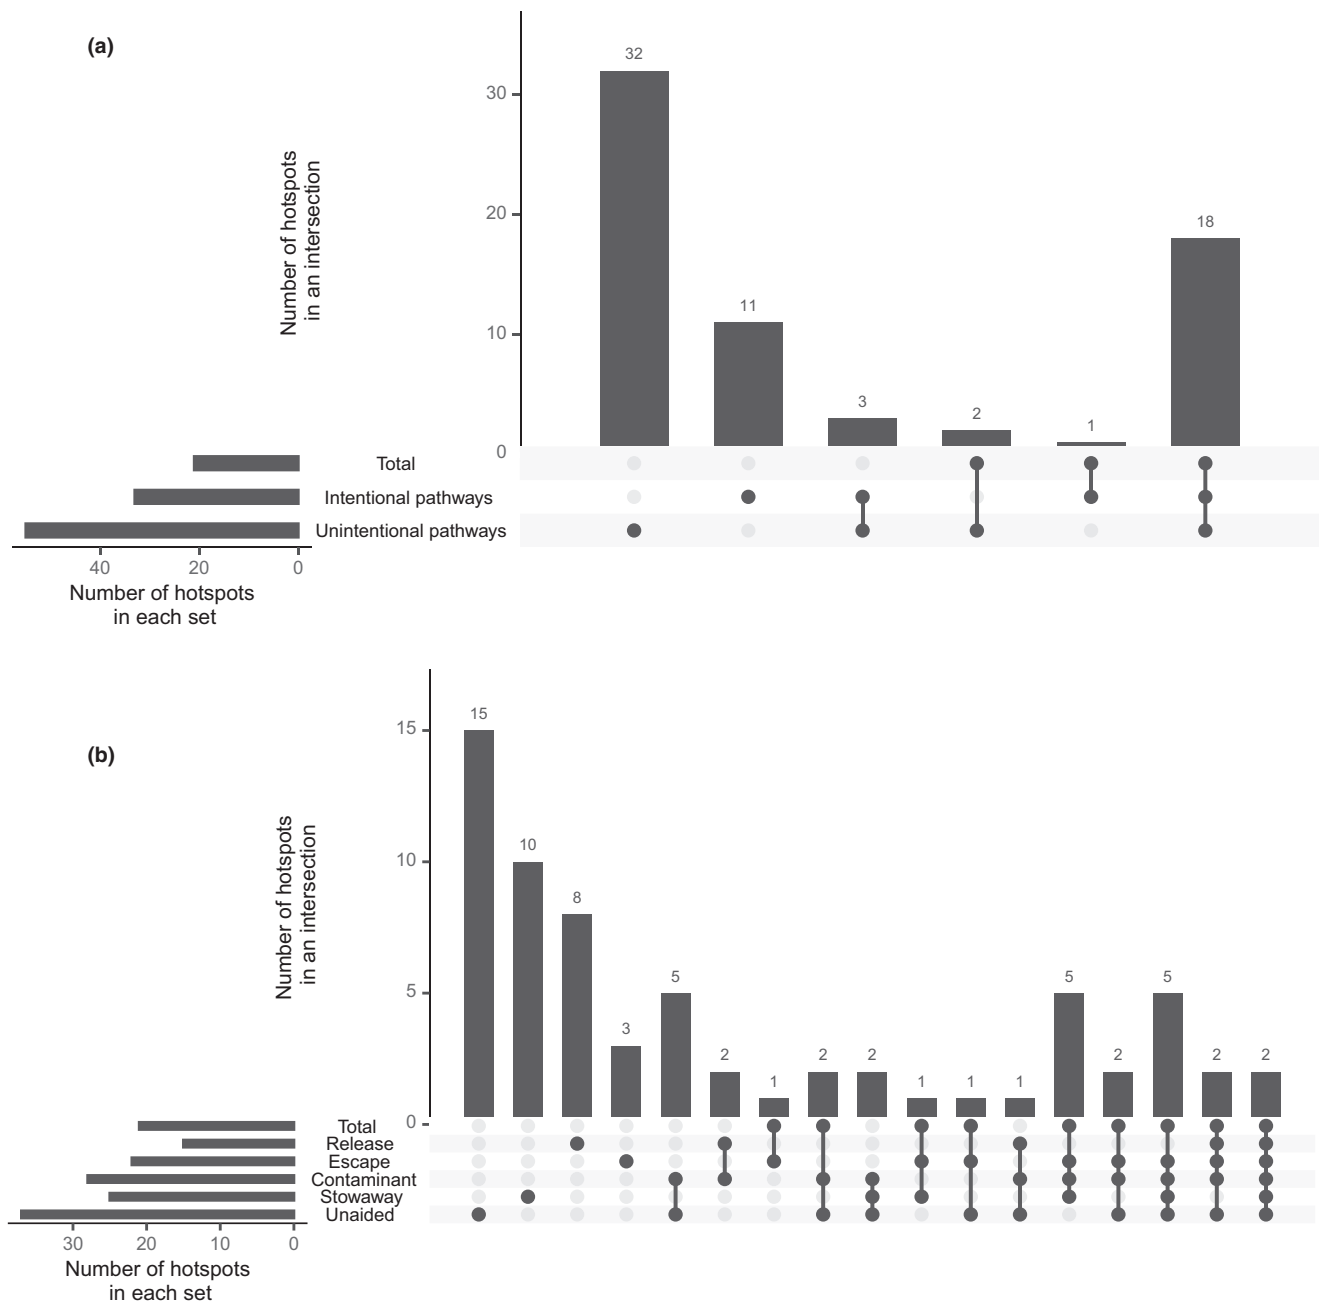 (a)
Number of hotspots
in an intersection
30
20
10
0
32
11
3
2
1
18
Total
Intentional pathways
Unintentional pathways
40 20 0
Number of hotspots
in each set
(b)
Number of hotspots
in an intersection
15
10
5
0
15
10
8
3
5
2
1
2
2
1
1
1
5
2
5
2
2
Total
Release
Escape
Contaminant
Stowaway
Unaided
30 20 10 0
Number of hotspots
in each set